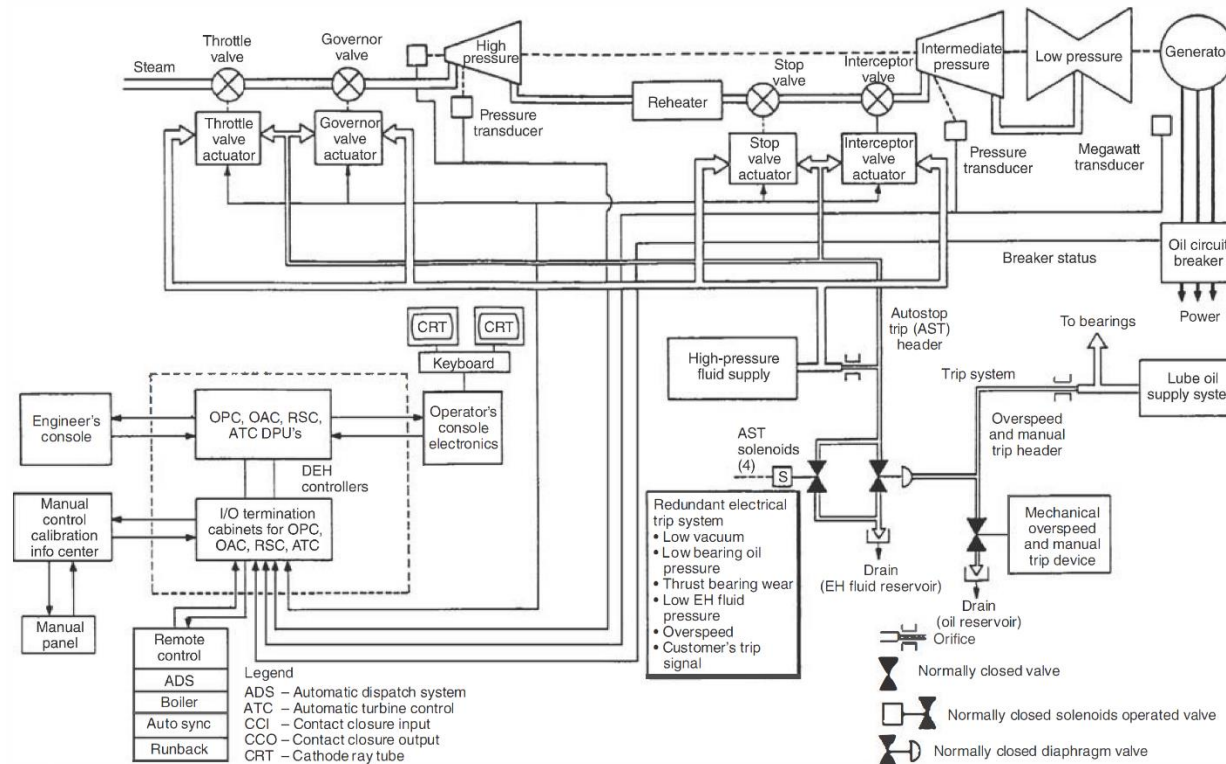 Steam
Throttle
valve
Governor
valve
High
pressure
Pressure
transducer
Reheater
Stop
valve
Interceptor
valve
Intermediate
pressure
Low pressure
Generator
Throttle
valve
actuator
Governor
valve
actuator
Stop
valve
actuator
Interceptor
valve
actuator
Pressure
transducer
Megawatt
transducer
Breaker status
Oil circuit
breaker
Power
CRT
CRT
Keyboard
High-pressure
fluid supply
Autostop
trip (AST)
header
To bearings
Trip system
Lube oil
supply system
Overspeed
and manual
trip header
Engineer's
console
OPC, OAC, RSC,
ATC DPU's
Operator's
console
electronics
DEH
controllers
AST
solenoids
(4)
S
Manual
control
calibration
info center
I/O termination
cabinets for OPC,
OAC, RSC, ATC
Redundant electrical
trip system
• Low vacuum
• Low bearing oil
pressure
• Thrust bearing wear
• Low EH fluid
pressure
• Overspeed
• Customer's trip
signal
Drain
(EH fluid reservoir)
Mechanical
overspeed
and manual
trip device
Drain
(oil reservoir)
Manual
panel
Remote
control
ADS
Boiler
Auto sync
Runback
Legend
ADS – Automatic dispatch system
ATC – Automatic turbine control
CCI – Contact closure input
CCO – Contact closure output
CRT – Cathode ray tube
Orifice
Normally closed valve
Normally closed solenoids operated valve
Normally closed diaphragm valve